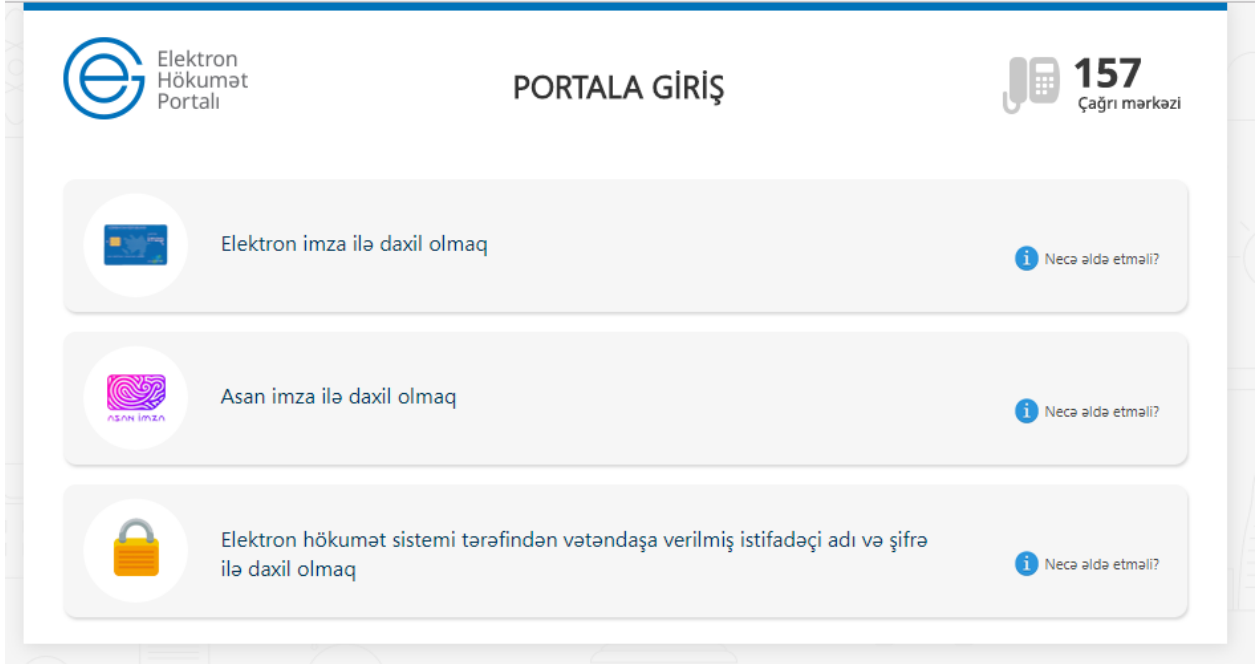 Elektron
Hökumət
Portalı
PORTALA GİRİŞ
157
Çağrı mərkəzi
Elektron imza ilə daxil olmaq
Necə əldə etməli?
ASAN İMZA
Asan imza ilə daxil olmaq
Necə əldə etməli?
Elektron hökumət sistemi tərəfindən vətəndaşa verilmiş istifadəçi adı və şifrə
ilə daxil olmaq
Necə əldə etməli?